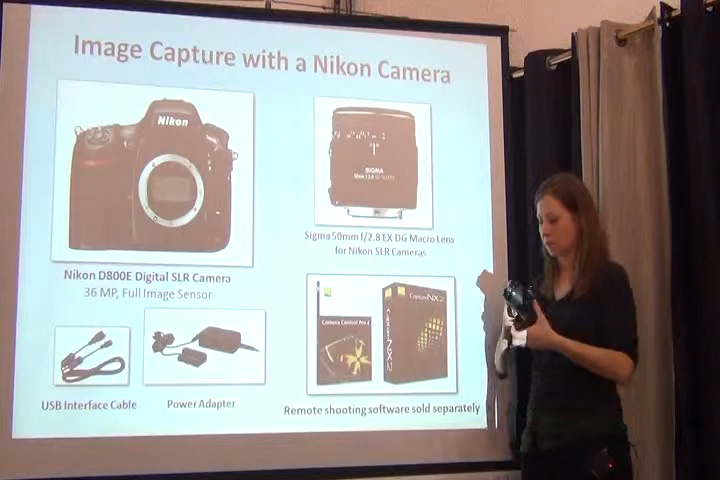 Image Capture with a Nikon Camera
Nikon
SIGMA
Sigma 50mm f/2.8 EX DG Macro Lens
for Nikon SLR Cameras
Nikon D800E Digital SLR Camera
36 MP, Full Image Sensor
Camera Control Pro 2
Capture NX 2
Capture NX2
USB Interface Cable
Power Adapter
Remote shooting software sold separately